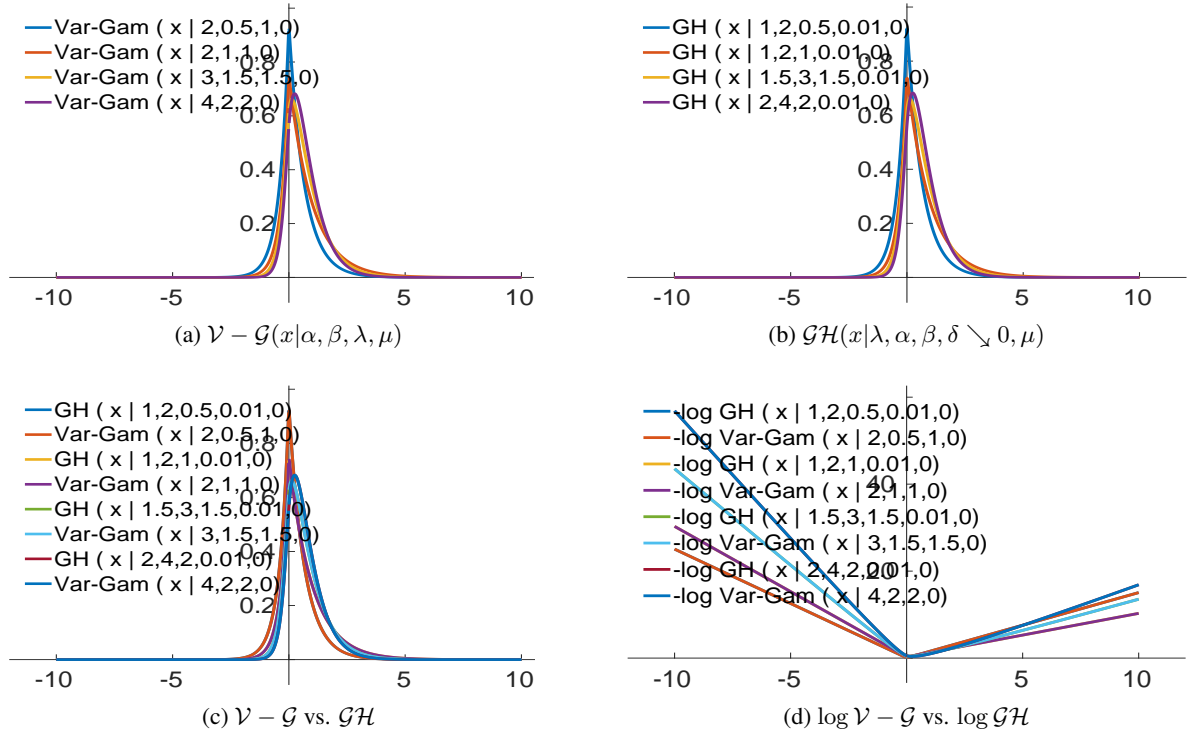 Var-Gam ( x | 2,0.5,1,0)
Var-Gam ( x | 2,1,1,0)
Var-Gam ( x | 3,1.5,1.5,0)
Var-Gam ( x | 4,2,2,0)
0.8
0.6
0.4
0.2
-10 -5 5 10
(a) 𝒱 − 𝒢(x|α, β, λ, μ)
GH ( x | 1,2,0.5,0.01,0)
GH ( x | 1,2,1,0.01,0)
GH ( x | 1.5,3,1.5,0.01,0)
GH ( x | 2,4,2,0.01,0)
0.8
0.6
0.4
0.2
-10 -5 5 10
(b) 𝒢ℋ(x|λ, α, β, δ ↘ 0, μ)
GH ( x | 1,2,0.5,0.01,0)
Var-Gam ( x | 2,0.5,1,0)
GH ( x | 1,2,1,0.01,0)
Var-Gam ( x | 2,1,1,0)
GH ( x | 1.5,3,1.5,0.01,0)
Var-Gam ( x | 3,1.5,1.5,0)
GH ( x | 2,4,2,0.01,0)
Var-Gam ( x | 4,2,2,0)
0.8
0.6
0.4
0.2
-10 -5 5 10
(c) 𝒱 − 𝒢 vs. 𝒢ℋ
-log GH ( x | 1,2,0.5,0.01,0)
-log Var-Gam ( x | 2,0.5,1,0)
-log GH ( x | 1,2,1,0.01,0)
-log Var-Gam ( x | 2,1,1,0)
-log GH ( x | 1.5,3,1.5,0.01,0)
-log Var-Gam ( x | 3,1.5,1.5,0)
-log GH ( x | 2,4,2,0.01,0)
-log Var-Gam ( x | 4,2,2,0)
40
20
-10 -5 0 5 10
(d) log 𝒱 − 𝒢 vs. log 𝒢ℋ